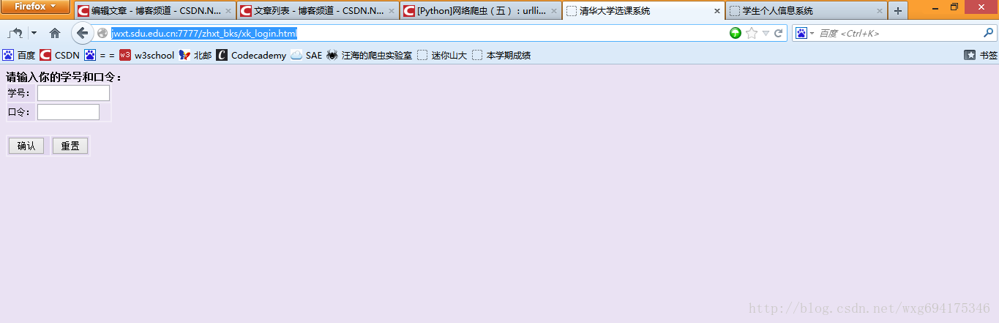 Firefox
编辑文章 - 博客频道 - CSDN.N...
文章列表 - 博客频道 - CSDN.N...
[Python]网络爬虫（五）：urlli...
清华大学选课系统
学生个人信息系统
jwxt.sdu.edu.cn:7777/zhxt_bks/xk_login.html
百度 <Ctrl+K>
百度 CSDN = = w3 w3school 北邮 C Codecademy SAE 汪海的爬虫实验室 迷你山大 本学期成绩 书签
请输入你的学号和口令：
学号：
口令：
确认 重置
http://blog.csdn.net/wxg694175346